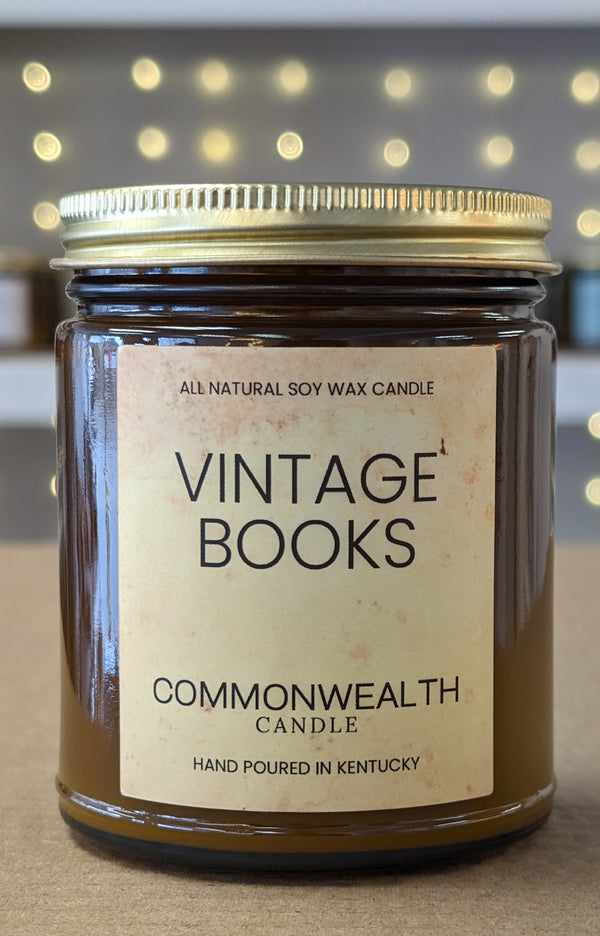 ALL NATURAL SOY WAX CANDLE
VINTAGE
BOOKS
COMMONWEALTH
CANDLE
HAND POURED IN KENTUCKY